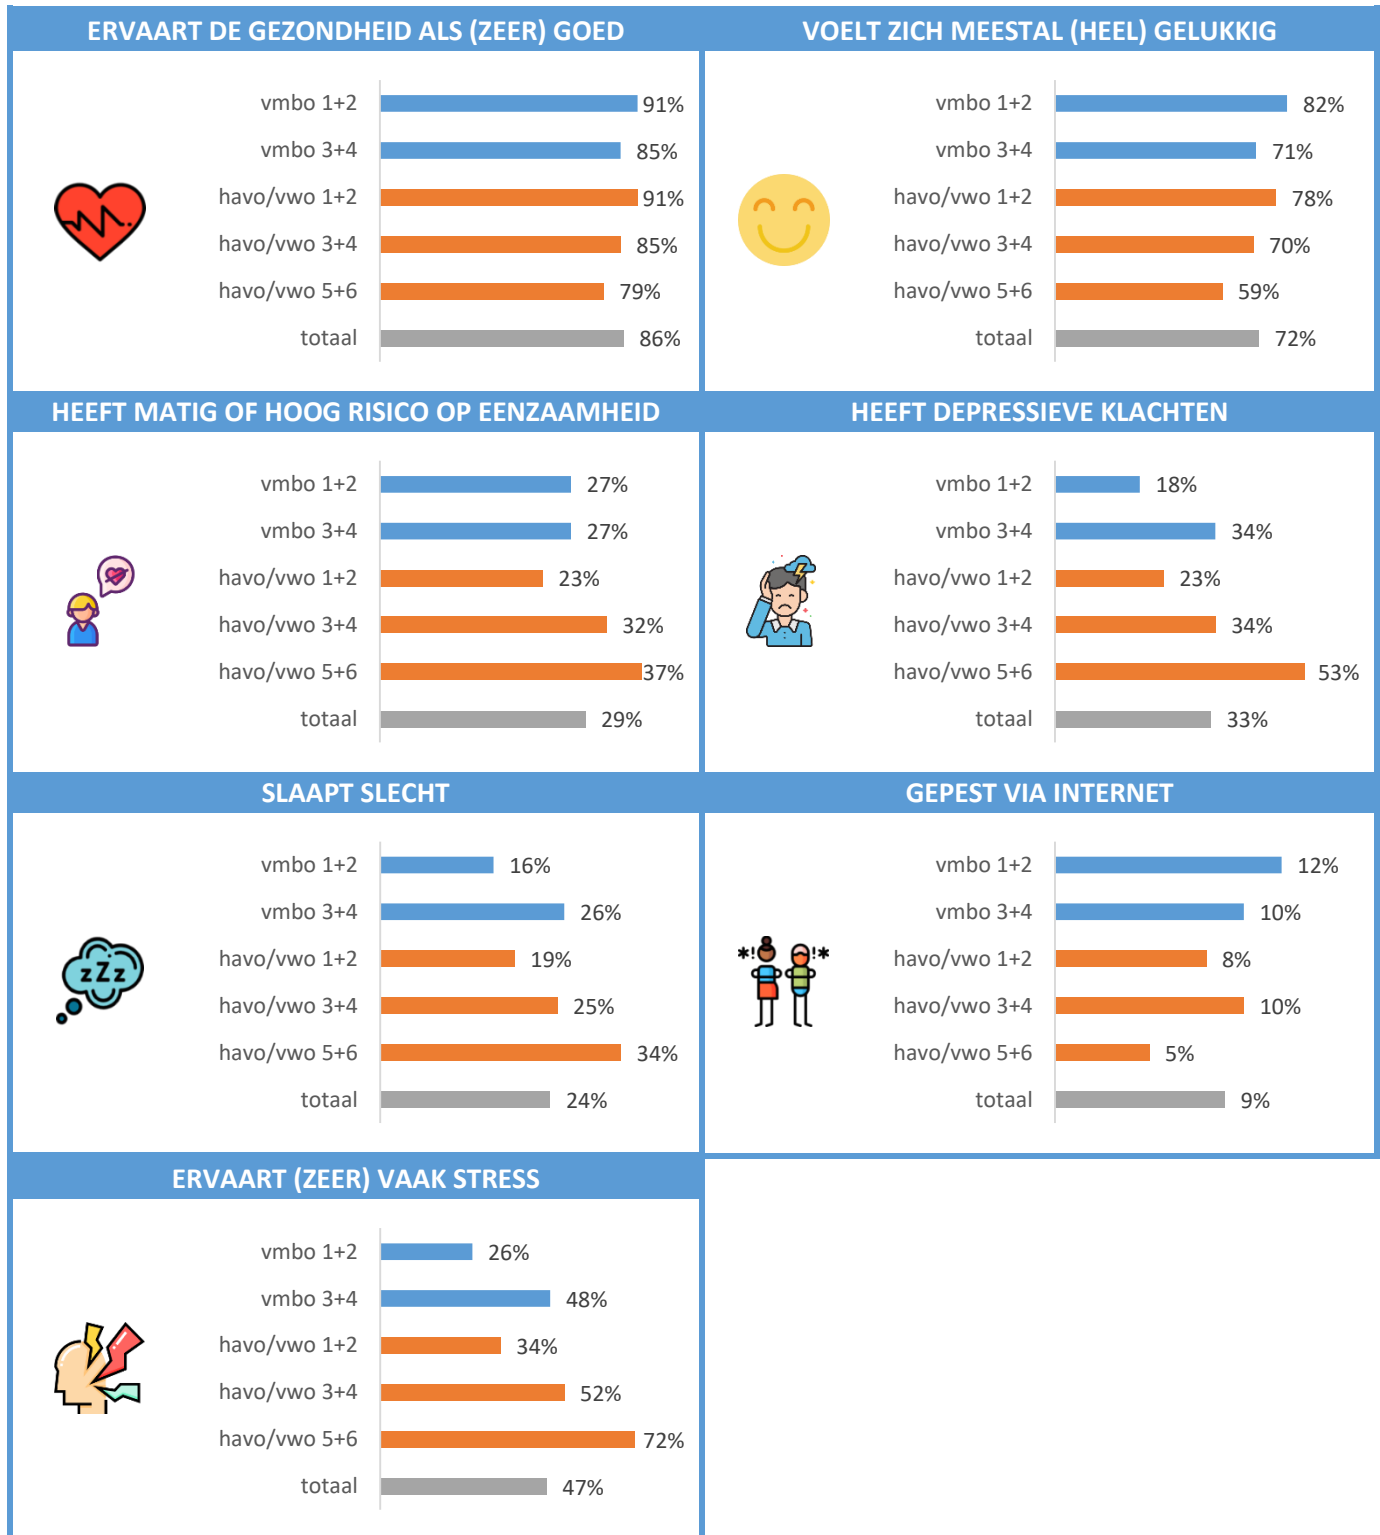 ERVAART DE GEZONDHEID ALS (ZEER) GOED
vmbo 1+2 91%
vmbo 3+4 85%
havo/vwo 1+2 91%
havo/vwo 3+4 85%
havo/vwo 5+6 79%
totaal 86%
VOELT ZICH MEESTAL (HEEL) GELUKKIG
vmbo 1+2 82%
vmbo 3+4 71%
havo/vwo 1+2 78%
havo/vwo 3+4 70%
havo/vwo 5+6 59%
totaal 72%
HEEFT MATIG OF HOOG RISICO OP EENZAAMHEID
vmbo 1+2 27%
vmbo 3+4 27%
havo/vwo 1+2 23%
havo/vwo 3+4 32%
havo/vwo 5+6 37%
totaal 29%
HEEFT DEPRESSIEVE KLACHTEN
vmbo 1+2 18%
vmbo 3+4 34%
havo/vwo 1+2 23%
havo/vwo 3+4 34%
havo/vwo 5+6 53%
totaal 33%
SLAAPT SLECHT
zZz
vmbo 1+2 16%
vmbo 3+4 26%
havo/vwo 1+2 19%
havo/vwo 3+4 25%
havo/vwo 5+6 34%
totaal 24%
GEPEST VIA INTERNET
*! !*
vmbo 1+2 12%
vmbo 3+4 10%
havo/vwo 1+2 8%
havo/vwo 3+4 10%
havo/vwo 5+6 5%
totaal 9%
ERVAART (ZEER) VAAK STRESS
vmbo 1+2 26%
vmbo 3+4 48%
havo/vwo 1+2 34%
havo/vwo 3+4 52%
havo/vwo 5+6 72%
totaal 47%